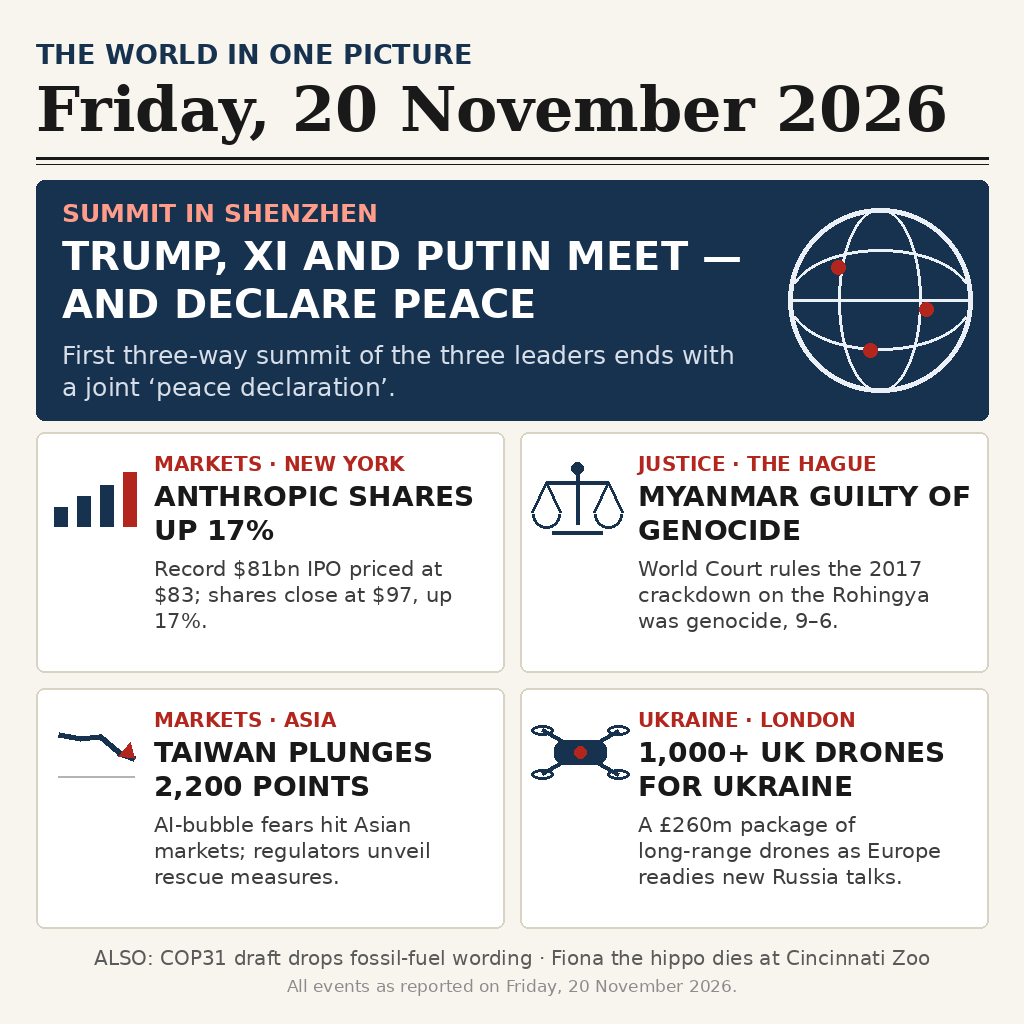 THE WORLD IN ONE PICTURE
Friday, 20 November 2026
SUMMIT IN SHENZHEN
TRUMP, XI AND PUTIN MEET —
AND DECLARE PEACE
First three-way summit of the three leaders ends with
a joint ‘peace declaration’.
MARKETS · NEW YORK
ANTHROPIC SHARES
UP 17%
Record $81bn IPO priced at
$83; shares close at $97, up
17%.
JUSTICE · THE HAGUE
MYANMAR GUILTY OF
GENOCIDE
World Court rules the 2017
crackdown on the Rohingya
was genocide, 9–6.
MARKETS · ASIA
TAIWAN PLUNGES
2,200 POINTS
AI-bubble fears hit Asian
markets; regulators unveil
rescue measures.
UKRAINE · LONDON
1,000+ UK DRONES
FOR UKRAINE
A £260m package of
long-range drones as Europe
readies new Russia talks.
ALSO: COP31 draft drops fossil-fuel wording · Fiona the hippo dies at Cincinnati Zoo
All events as reported on Friday, 20 November 2026.